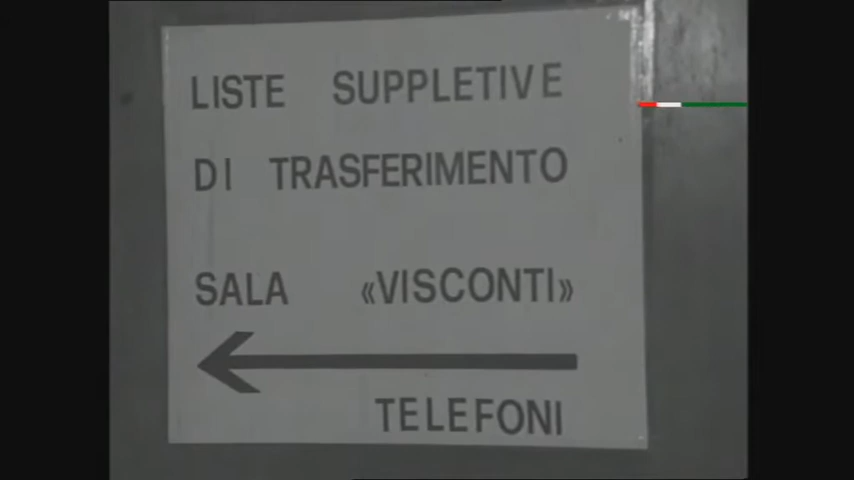 LISTE SUPPLETIVE
DI TRASFERIMENTO
SALA «VISCONTI»
TELEFONI